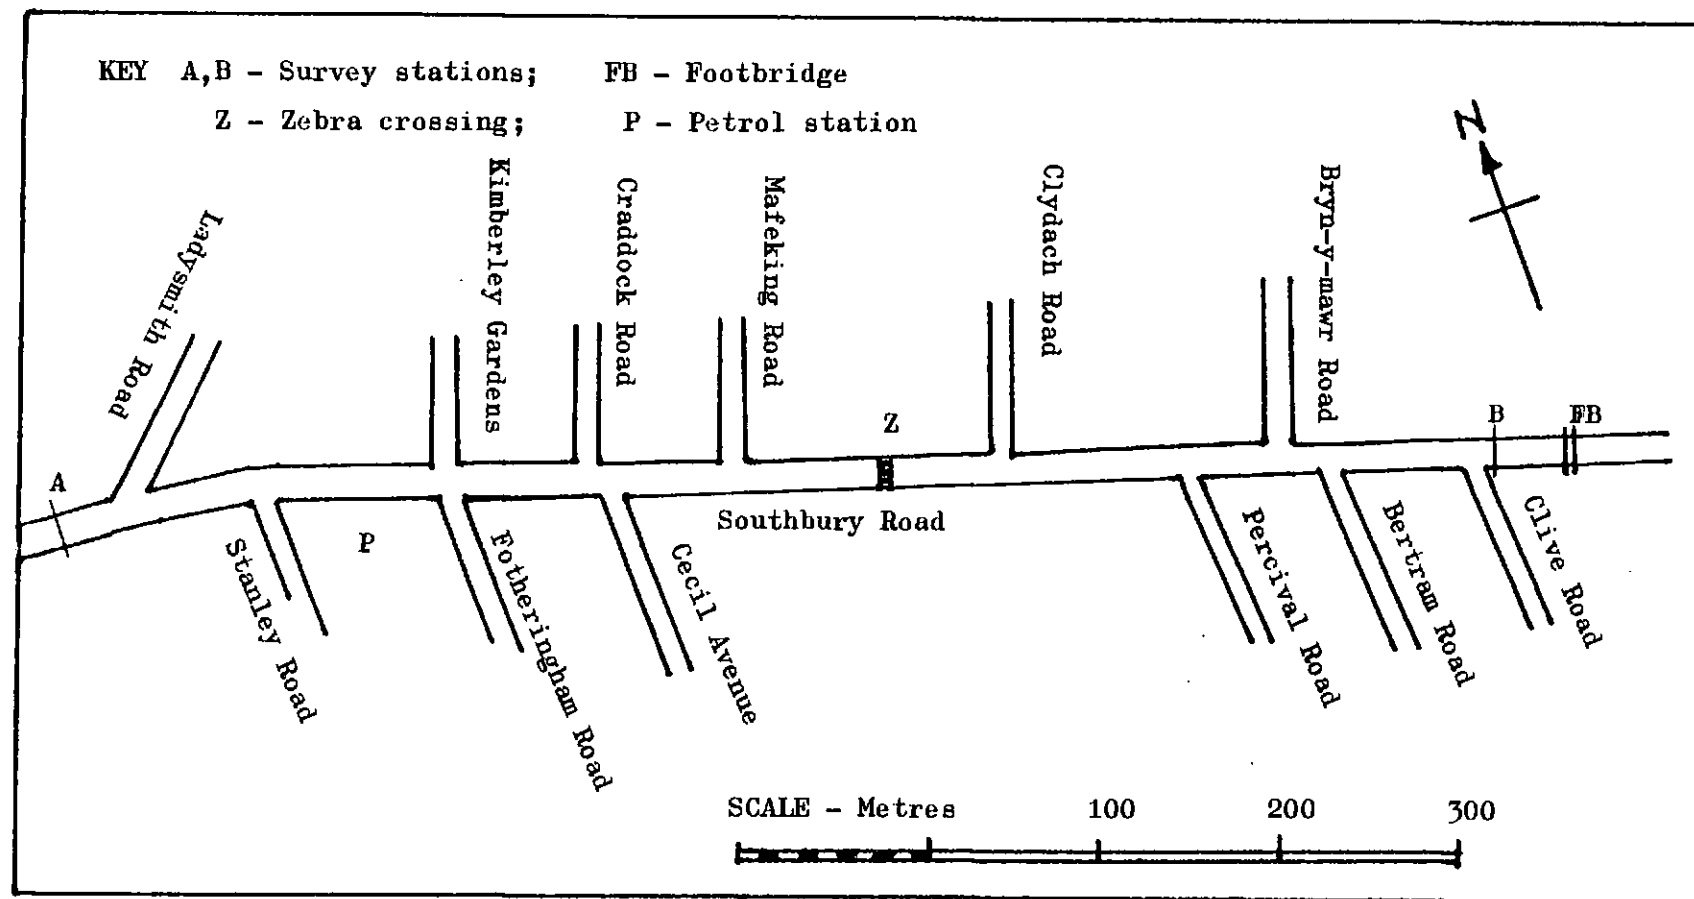 KEY A,B - Survey stations; FB - Footbridge
Z - Zebra crossing; P - Petrol station
N
Ladysmith Road
Kimberley Gardens
Craddock Road
Mafeking Road
Clydach Road
Bryn-y-mawr Road
A
Z
B
FB
P
Southbury Road
Stanley Road
Fotheringham Road
Cecil Avenue
Percival Road
Bertram Road
Clive Road
SCALE - Metres 100 200 300